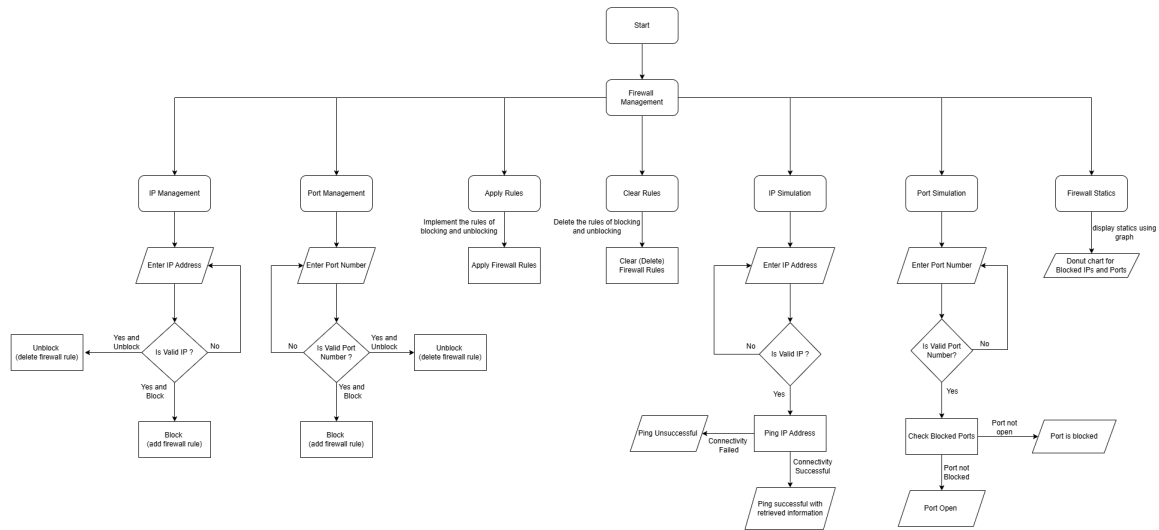 Start
Firewall
Management
IP Management
Port Management
Apply Rules
Clear Rules
IP Simulation
Port Simulation
Firewall Statics
Implement the rules of
blocking and unblocking
Delete the rules of blocking
and unblocking
display statics using
graph
Enter IP Address
Enter Port Number
Apply Firewall Rules
Clear (Delete)
Firewall Rules
Enter IP Address
Enter Port Number
Donut chart for
Blocked IPs and Ports
Unblock
(delete firewall rule)
Yes and
Unblock
Is Valid IP ?
No
No
Is Valid Port
Number ?
Yes and
Unblock
Unblock
(delete firewall rule)
No
Is Valid IP ?
Is Valid Port
Number?
No
Yes and
Block
Yes and
Block
Yes
Yes
Block
(add firewall rule)
Block
(add firewall rule)
Ping Unsuccessful
Connectivity
Failed
Ping IP Address
Check Blocked Ports
Port not
open
Port is blocked
Connectivity
Successful
Port not
Blocked
Ping successful with
retrieved information
Port Open